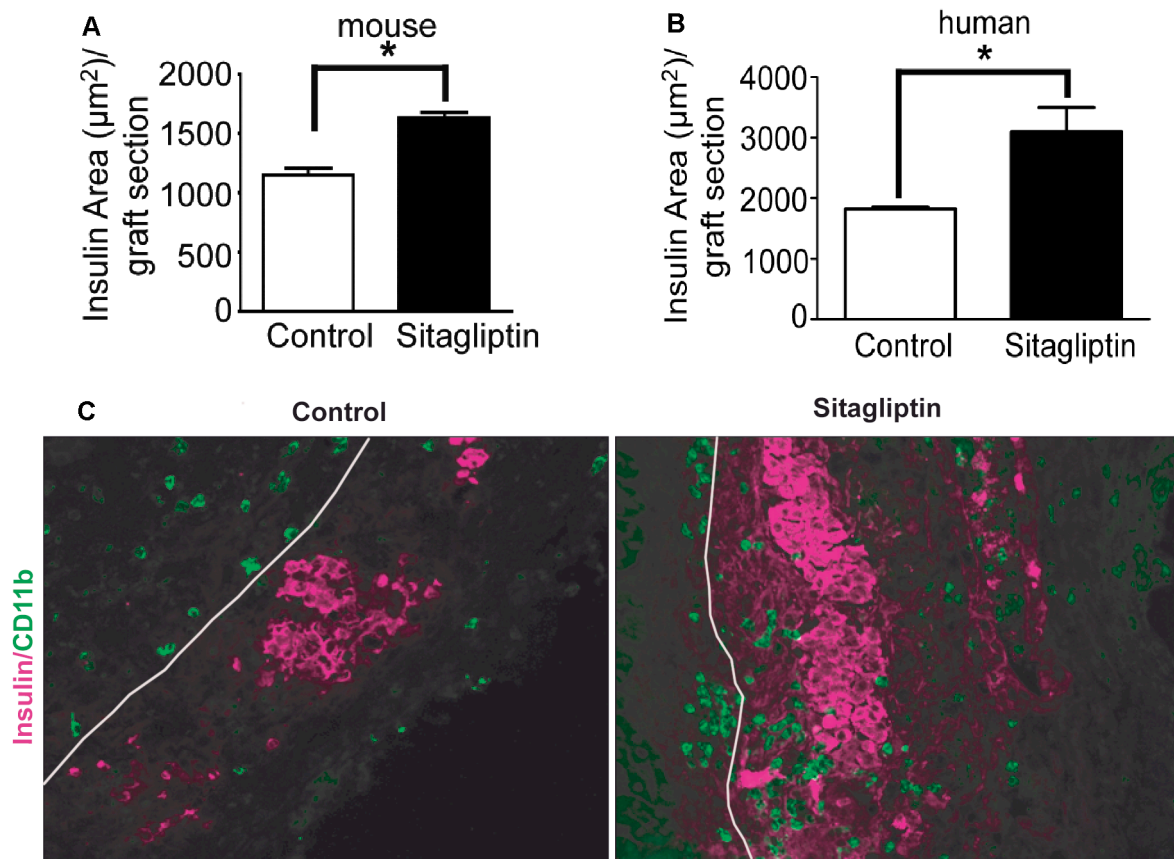 A
mouse
*
Insulin Area (µm²)/
graft section
2000
1500
1000
500
0
Control
Sitagliptin
B
human
*
Insulin Area (µm²)/
graft section
4000
3000
2000
1000
0
Control
Sitagliptin
C
Control
Sitagliptin
Insulin/CD11b